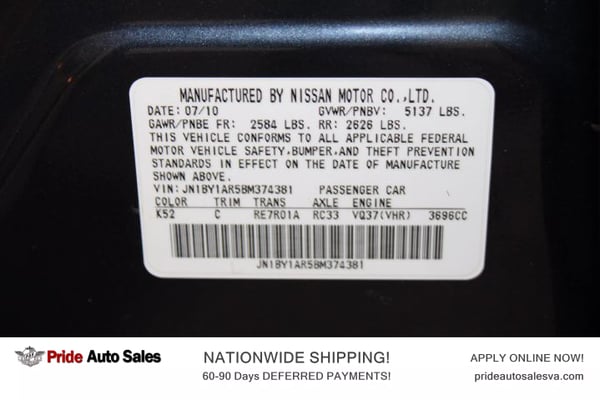 MANUFACTURED BY NISSAN MOTOR CO.,LTD.
DATE: 07/10 GVWR/PNBV: 5137 LBS.
GAWR/PNBE FR: 2584 LBS. RR: 2626 LBS.
THIS VEHICLE CONFORMS TO ALL APPLICABLE FEDERAL
MOTOR VEHICLE SAFETY,BUMPER,AND THEFT PREVENTION
STANDARDS IN EFFECT ON THE DATE OF MANUFACTURE
SHOWN ABOVE.
VIN: JN1BY1AR5BM374381 PASSENGER CAR
COLOR TRIM TRANS AXLE ENGINE
K52 C RE7R01A RC33 VQ37(VHR) 3696CC
JN1BY1AR5BM374381
Pride Auto Sales
NATIONWIDE SHIPPING!
60-90 Days DEFERRED PAYMENTS!
APPLY ONLINE NOW!
prideautosalesva.com